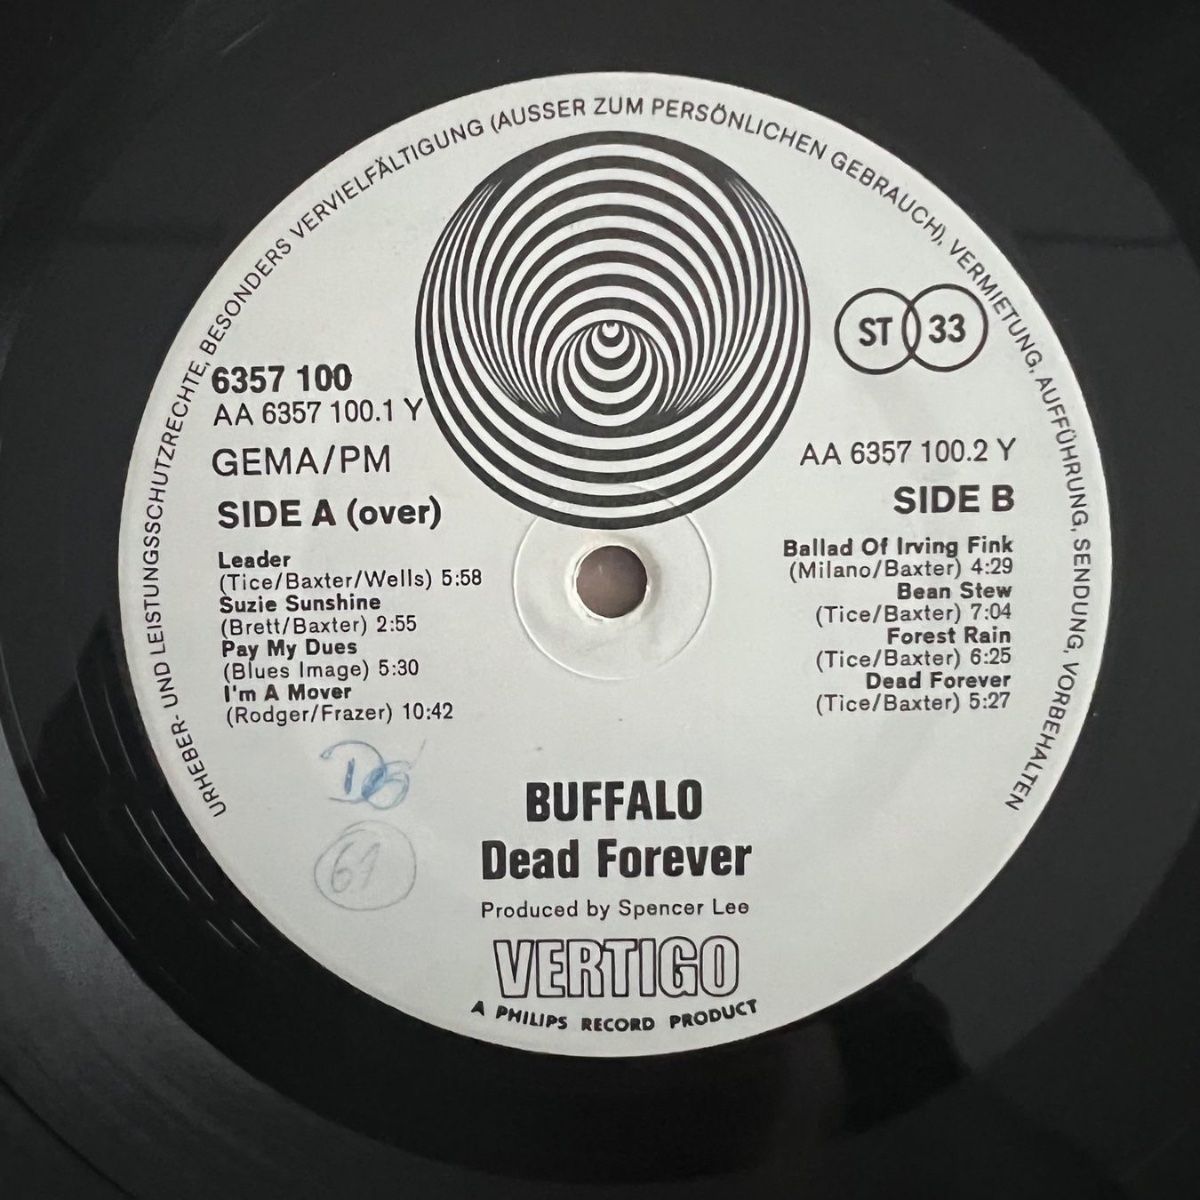 URHEBER- UND LEISTUNGSSCHUTZRECHTE, BESONDERS VERVIELFÄLTIGUNG (AUSSER ZUM PERSÖNLICHEN GEBRAUCH), VERMIETUNG, AUFFÜHRUNG, SENDUNG, VORBEHALTEN
ST 33
6357 100
AA 6357 100.1 Y
GEMA/PM
SIDE A (over)
Leader
(Tice/Baxter/Wells) 5:58
Suzie Sunshine
(Brett/Baxter) 2:55
Pay My Dues
(Blues Image) 5:30
I'm A Mover
(Rodger/Frazer) 10:42
AA 6357 100.2 Y
SIDE B
Ballad Of Irving Fink
(Milano/Baxter) 4:29
Bean Stew
(Tice/Baxter) 7:04
Forest Rain
(Tice/Baxter) 6:25
Dead Forever
(Tice/Baxter) 5:27
61
BUFFALO
Dead Forever
Produced by Spencer Lee
VERTIGO
A PHILIPS RECORD PRODUCT